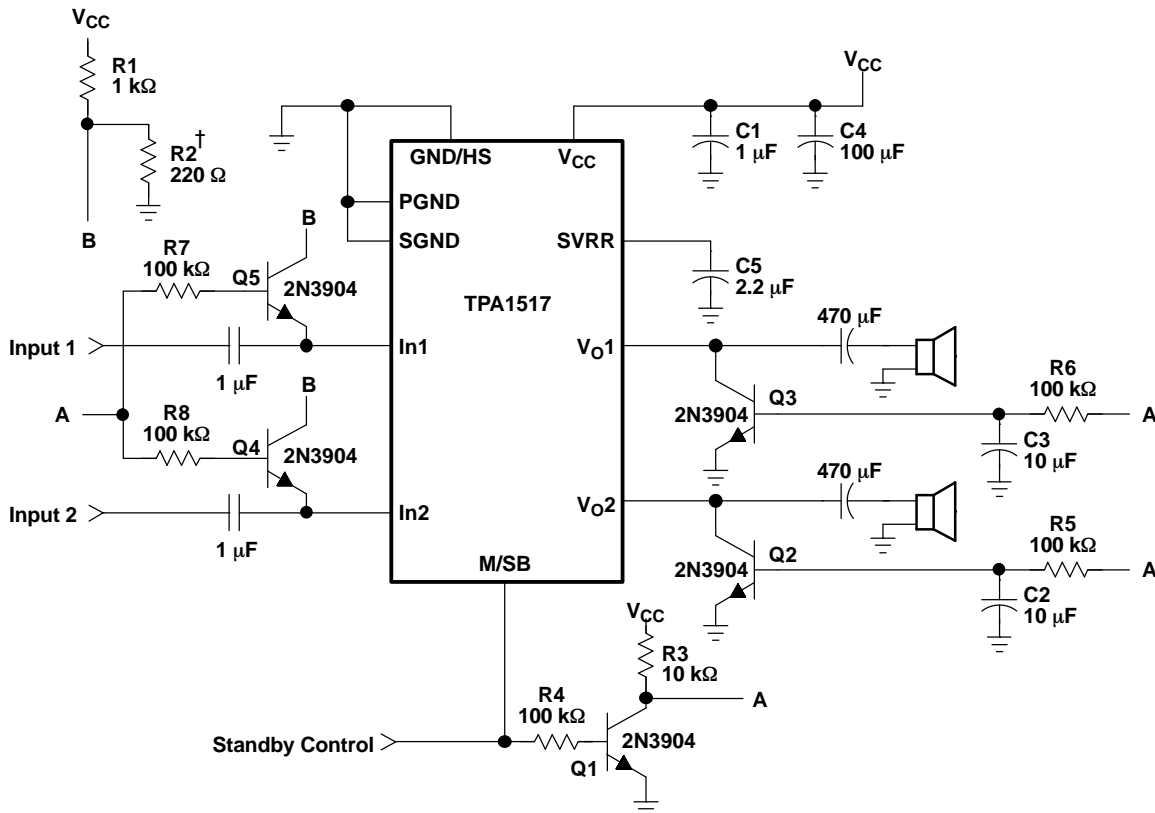 VCC
R1
1 kΩ
R2†
220 Ω
B
VCC
C1
1 μF
C4
100 μF
GND/HS
VCC
PGND
SGND
SVRR
C5
2.2 μF
TPA1517
B
R7
100 kΩ
Q5
2N3904
Input 1
1 μF
In1
VO1
470 μF
A
R8
100 kΩ
B
Q4
2N3904
Input 2
1 μF
In2
VO2
Q3
2N3904
R6
100 kΩ
A
C3
10 μF
470 μF
Q2
2N3904
R5
100 kΩ
A
C2
10 μF
M/SB
VCC
R3
10 kΩ
A
R4
100 kΩ
2N3904
Q1
Standby Control